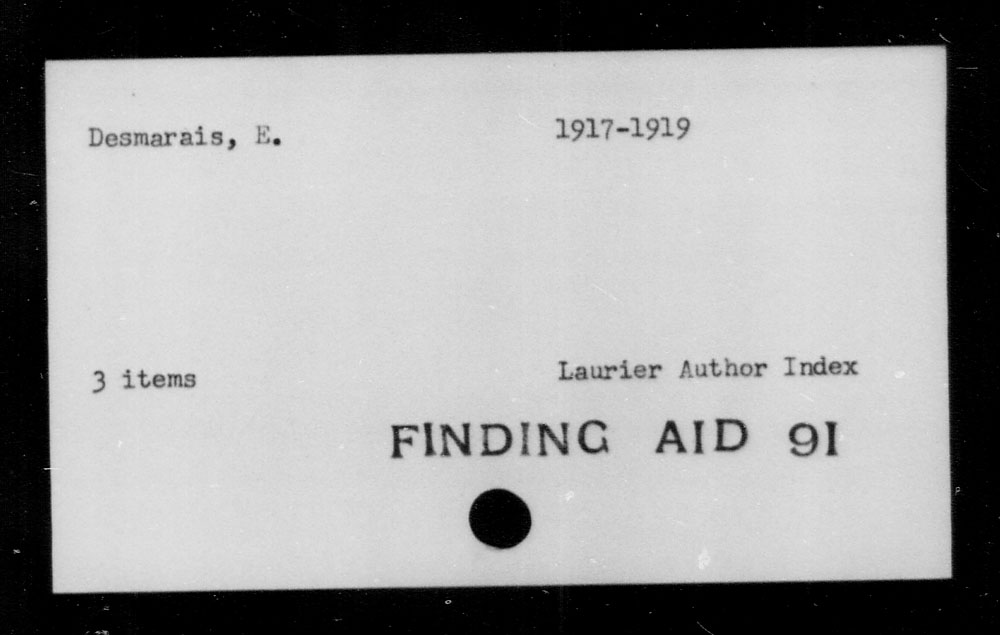 Desmarais, E. 1917-1919
3 items Laurier Author Index
FINDING AID 91